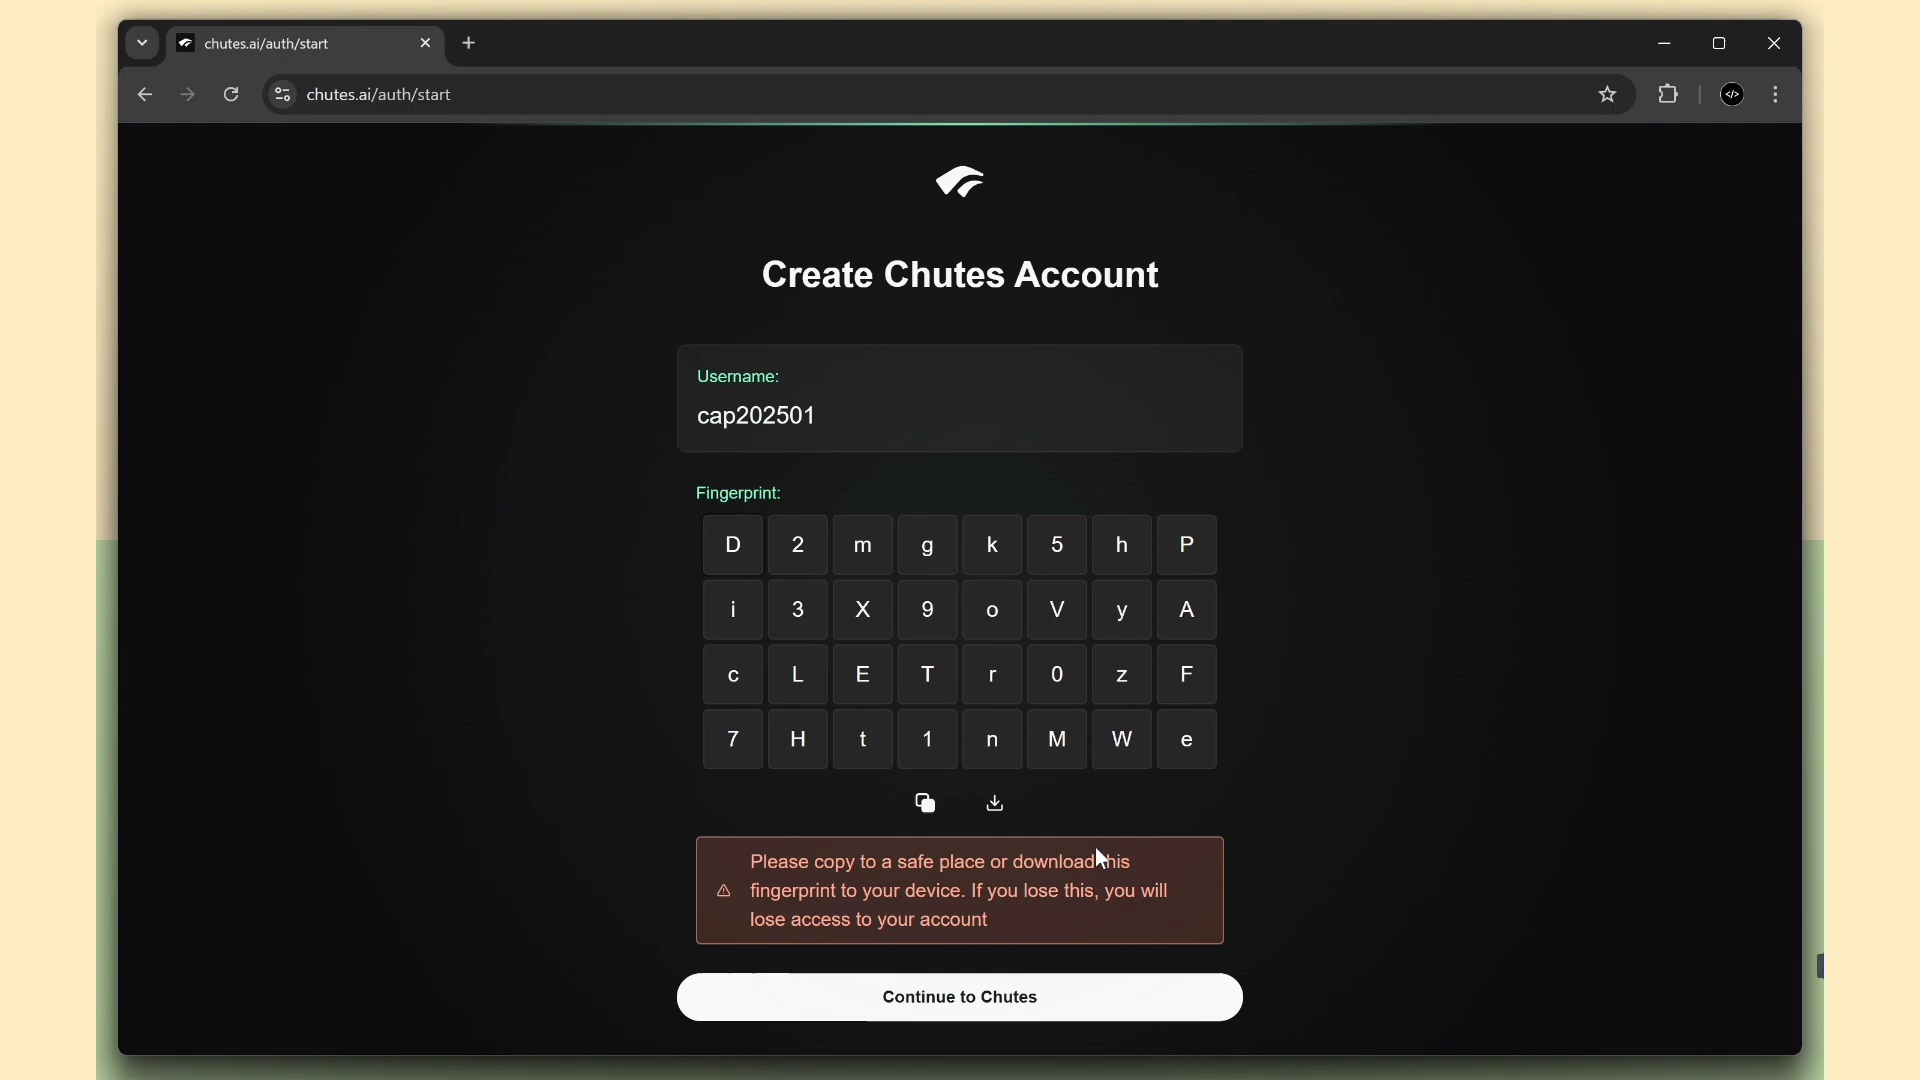 chutes.ai/auth/start
chutes.ai/auth/start
Create Chutes Account
Username:
cap202501
Fingerprint:
D 2 m g k 5 h P
i 3 X 9 o V y A
c L E T r 0 z F
7 H t 1 n M W e
Please copy to a safe place or download his
fingerprint to your device. If you lose this, you will
lose access to your account
Continue to Chutes